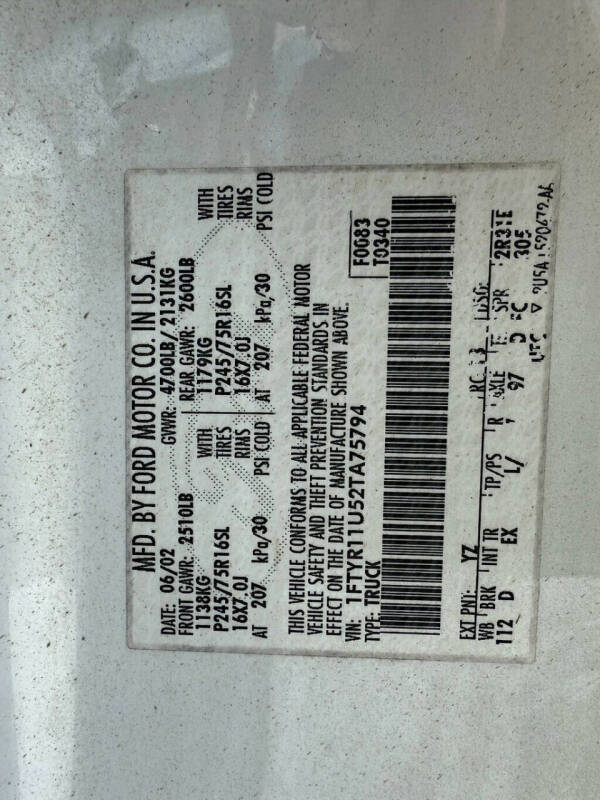 MFD. BY FORD MOTOR CO. IN U.S.A.
DATE: 06/02 GVWR: 4700LB/ 2131KG
FRONT GAWR: 2510LB REAR GAWR: 2600LB
1138KG WITH 1179KG WITH
P245/75R16SL TIRES P245/75R16SL TIRES
16X7.0J RIMS 16X7.0J RIMS
AT 207 kPa/30 PSI COLD AT 207 kPa/30 PSI COLD
THIS VEHICLE CONFORMS TO ALL APPLICABLE FEDERAL MOTOR
VEHICLE SAFETY AND THEFT PREVENTION STANDARDS IN
EFFECT ON THE DATE OF MANUFACTURE SHOWN ABOVE.
VIN: 1FTYR11U52TA75794
TYPE: TRUCK
F0083
T0340
EXT PNT: YZ
WB BRK INT TR TP/PS R SPR
112 D EX L/ 97 D 305
UTC